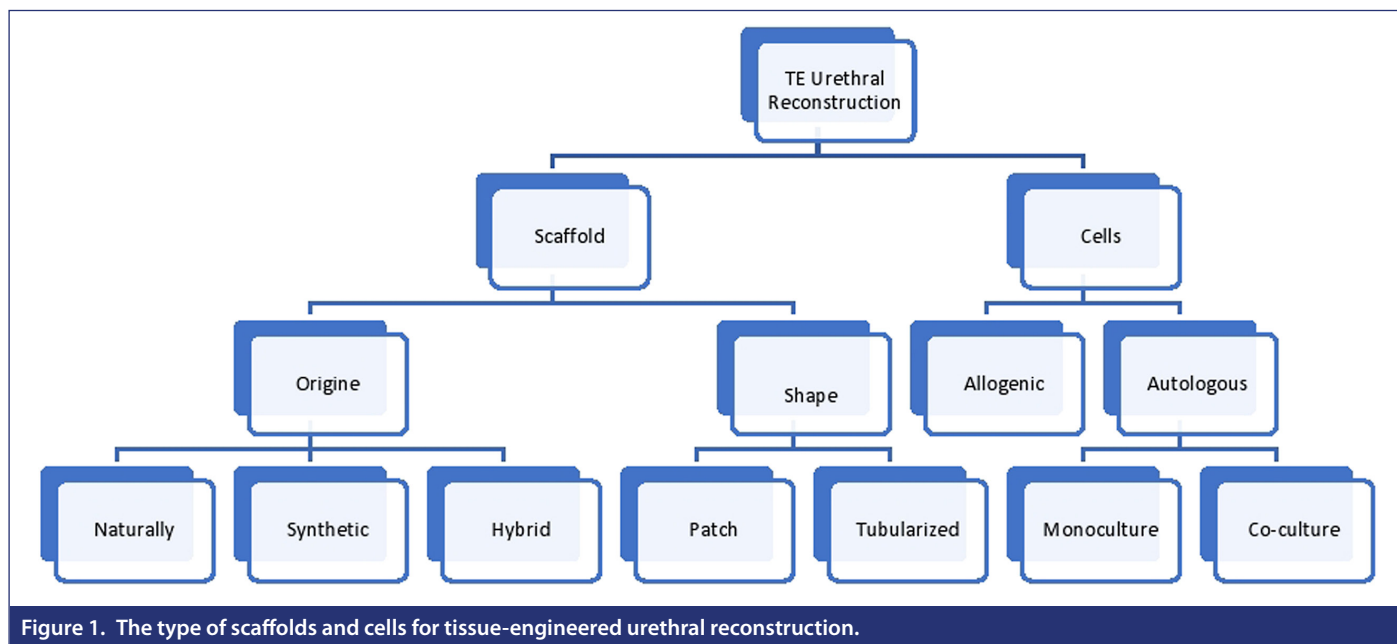 TE Urethral
Reconstruction
Scaffold
Cells
Origine
Shape
Allogenic
Autologous
Naturally
Synthetic
Hybrid
Patch
Tubularized
Monoculture
Co-culture
Figure 1. The type of scaffolds and cells for tissue-engineered urethral reconstruction.